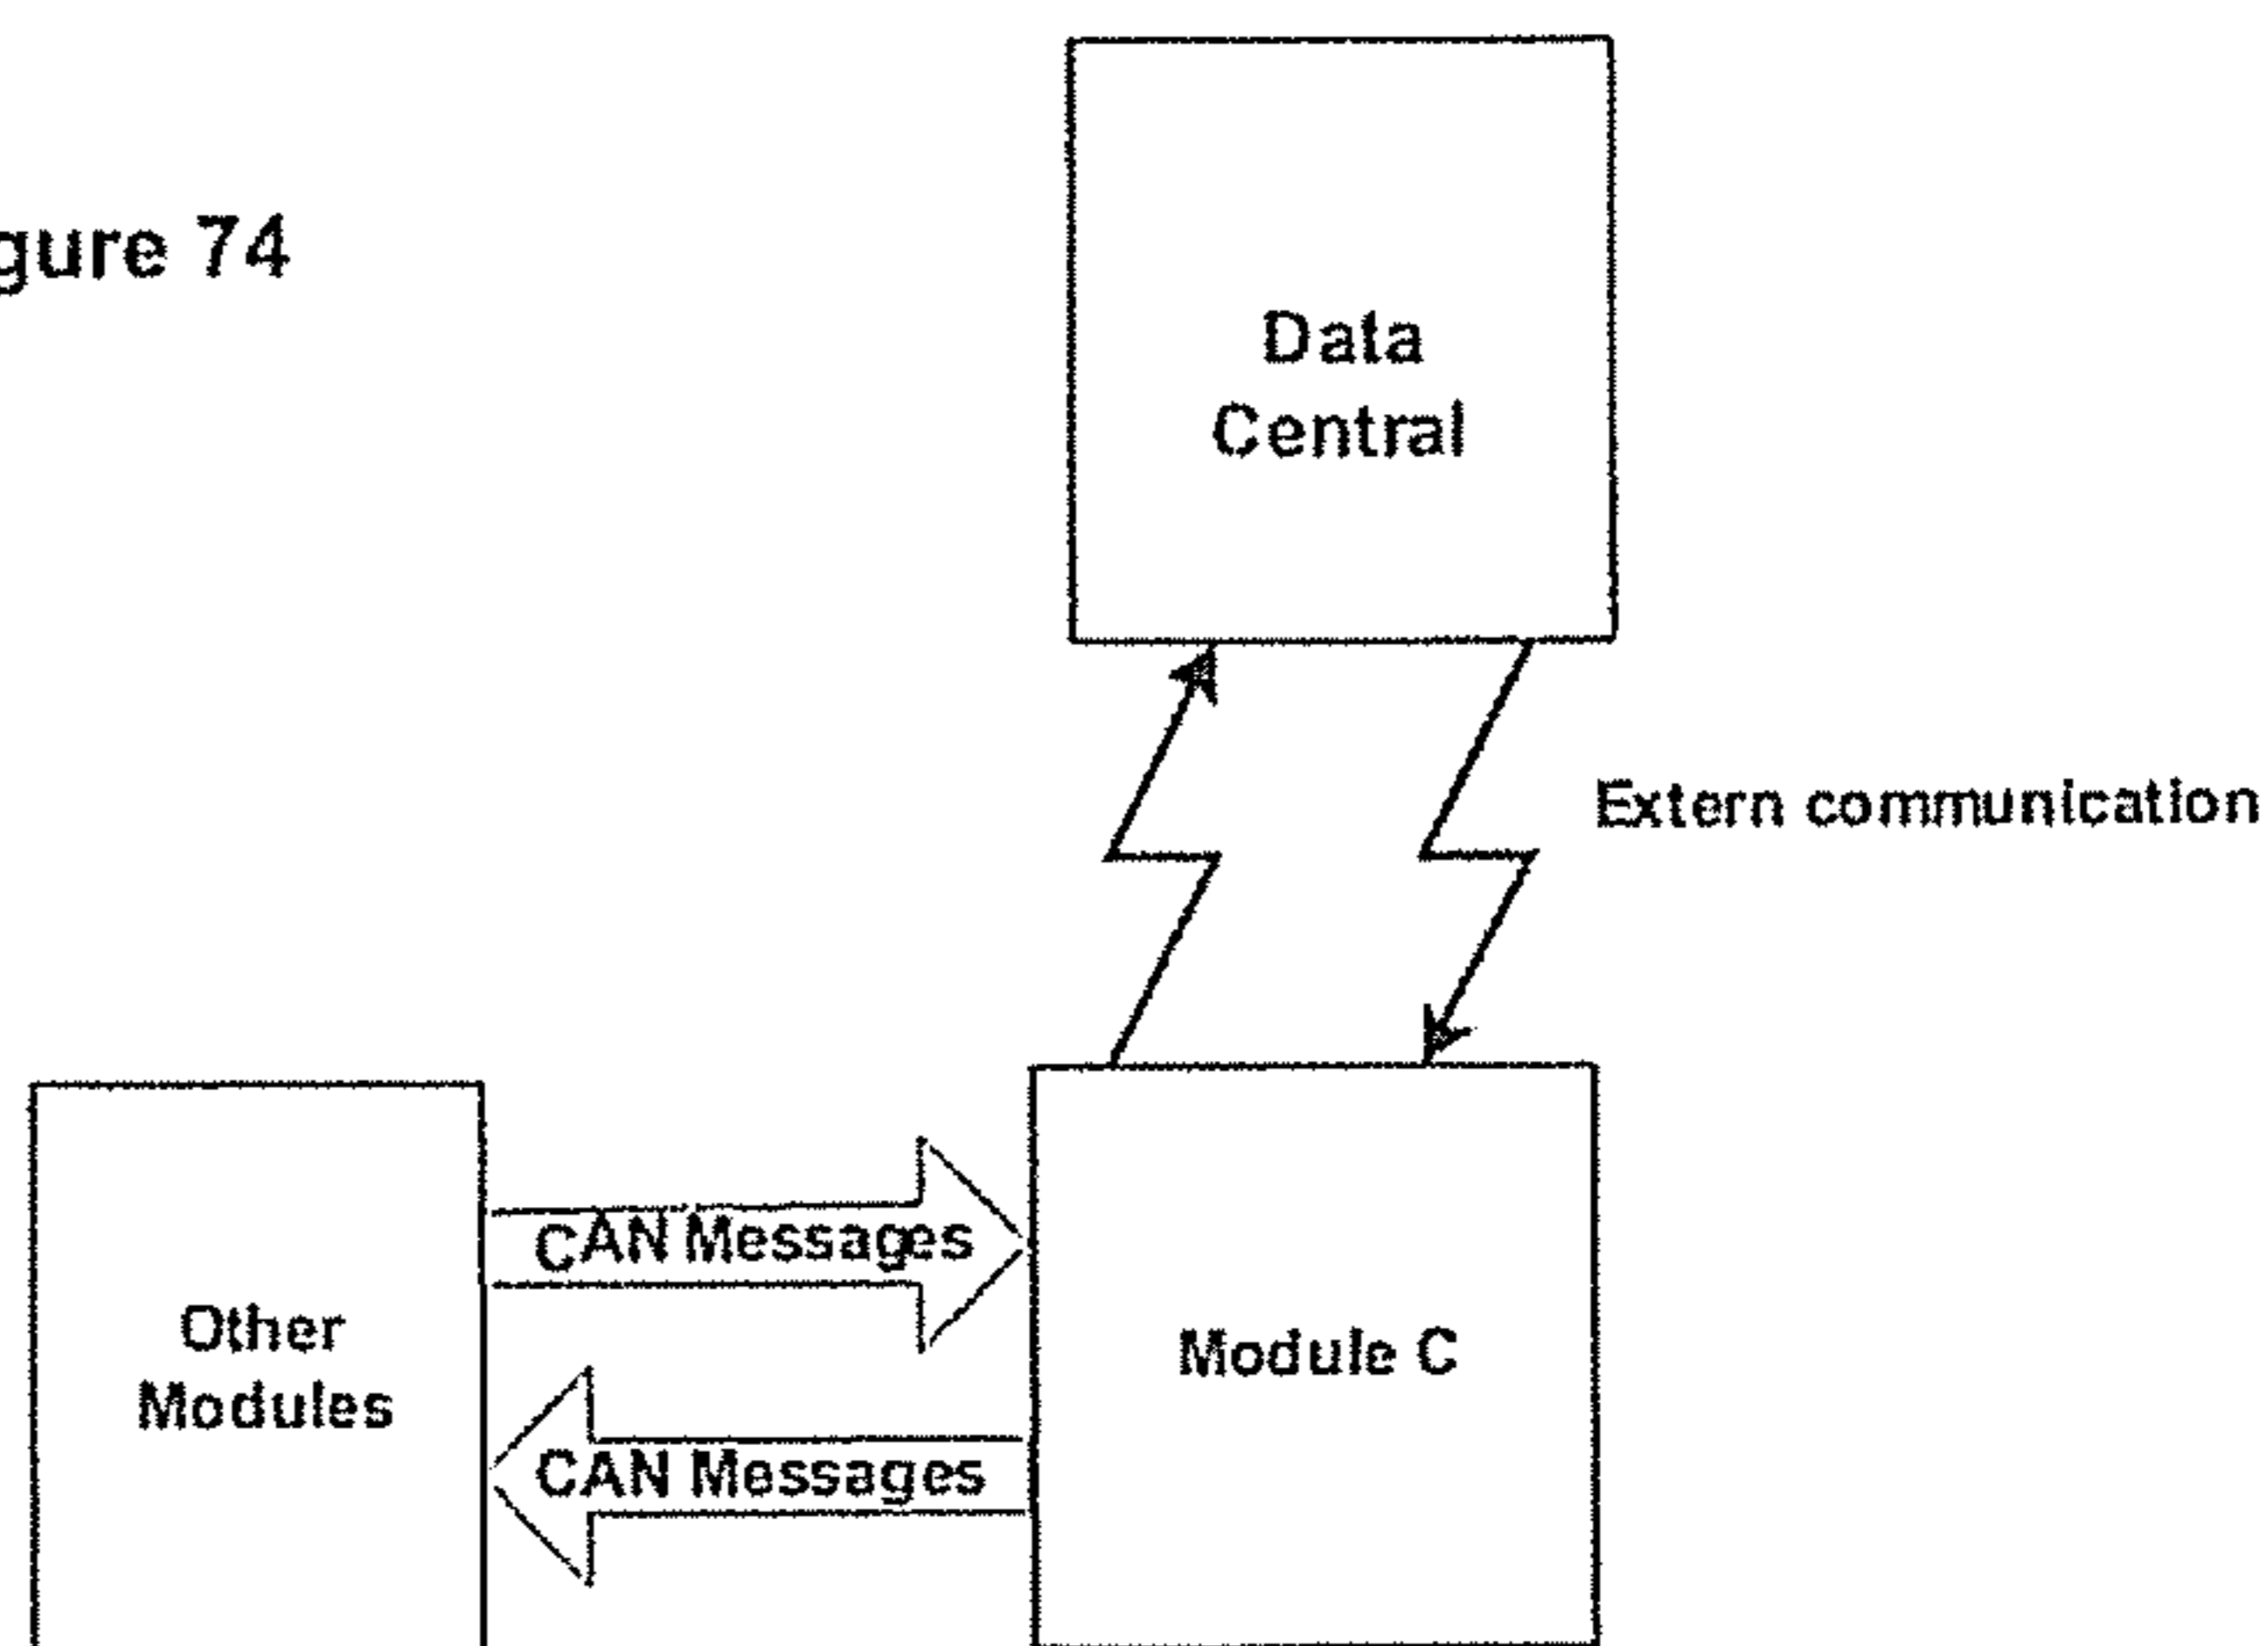 gure 74
Data
Central
Extern communication
CAN Messages
Other
Modules
Module C
CAN Messages